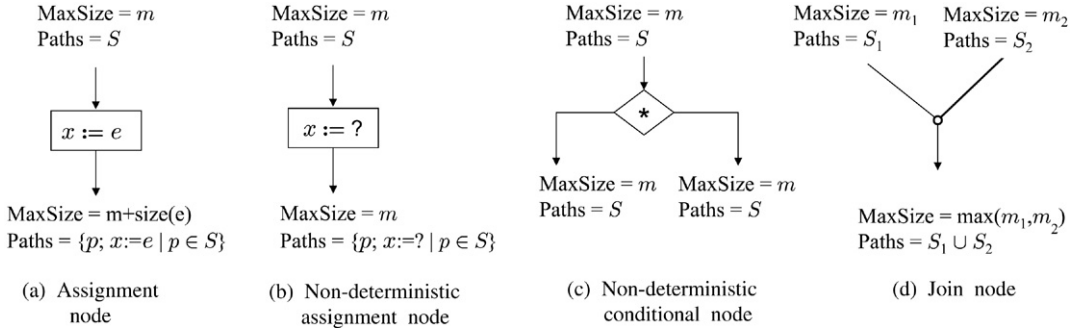 MaxSize = m
Paths = S
x := e
MaxSize = m+size(e)
Paths = {p; x:=e | p ∈ S}
(a) Assignment
node
MaxSize = m
Paths = S
x := ?
MaxSize = m
Paths = {p; x:=? | p ∈ S}
(b) Non-deterministic
assignment node
MaxSize = m
Paths = S
*
MaxSize = m
Paths = S
MaxSize = m
Paths = S
(c) Non-deterministic
conditional node
MaxSize = m₁
Paths = S₁
MaxSize = m₂
Paths = S₂
MaxSize = max(m₁,m₂)
Paths = S₁ ∪ S₂
(d) Join node